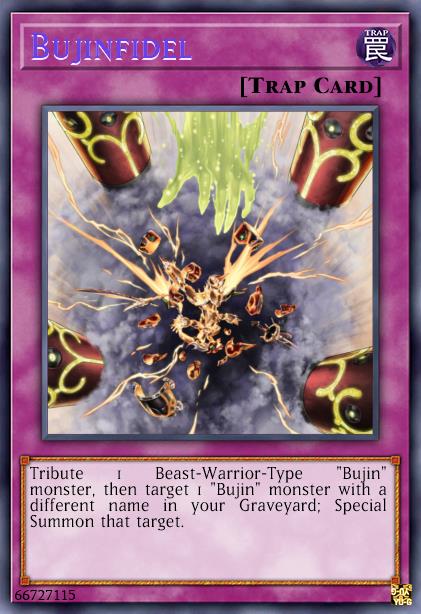 Bujinfidel
TRAP
罠
[Trap Card]
Tribute 1 Beast-Warrior-Type "Bujin"
monster, then target 1 "Bujin" monster with a
different name in your Graveyard; Special
Summon that target.
66727115